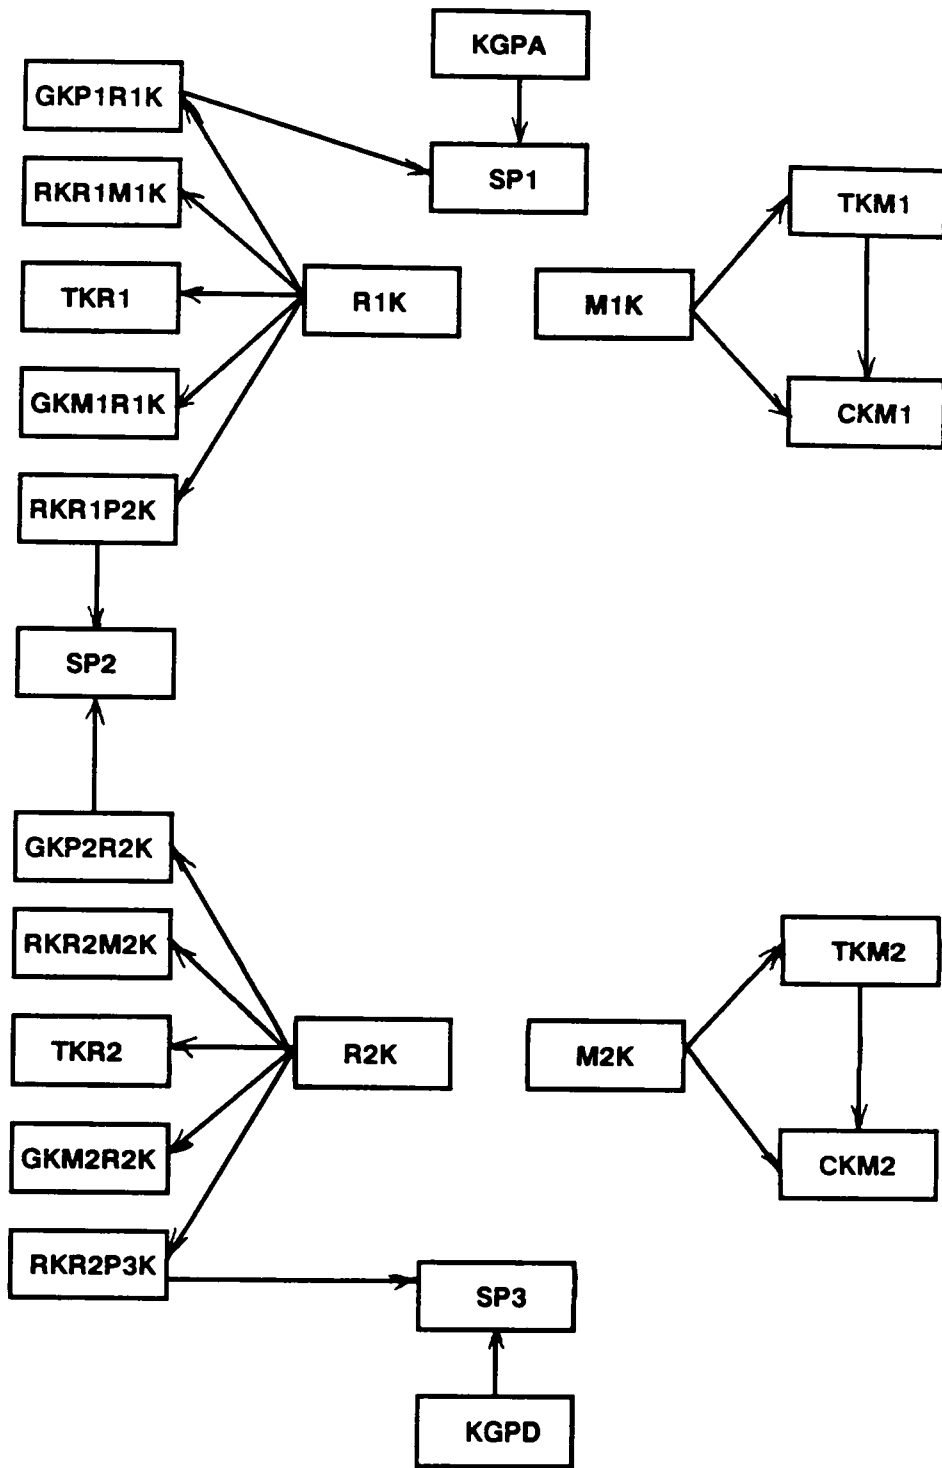 KGPA
GKP1R1K
SP1
RKR1M1K
TKM1
TKR1
R1K
M1K
GKM1R1K
CKM1
RKR1P2K
SP2
GKP2R2K
RKR2M2K
TKM2
TKR2
R2K
M2K
GKM2R2K
CKM2
RKR2P3K
SP3
KGPD